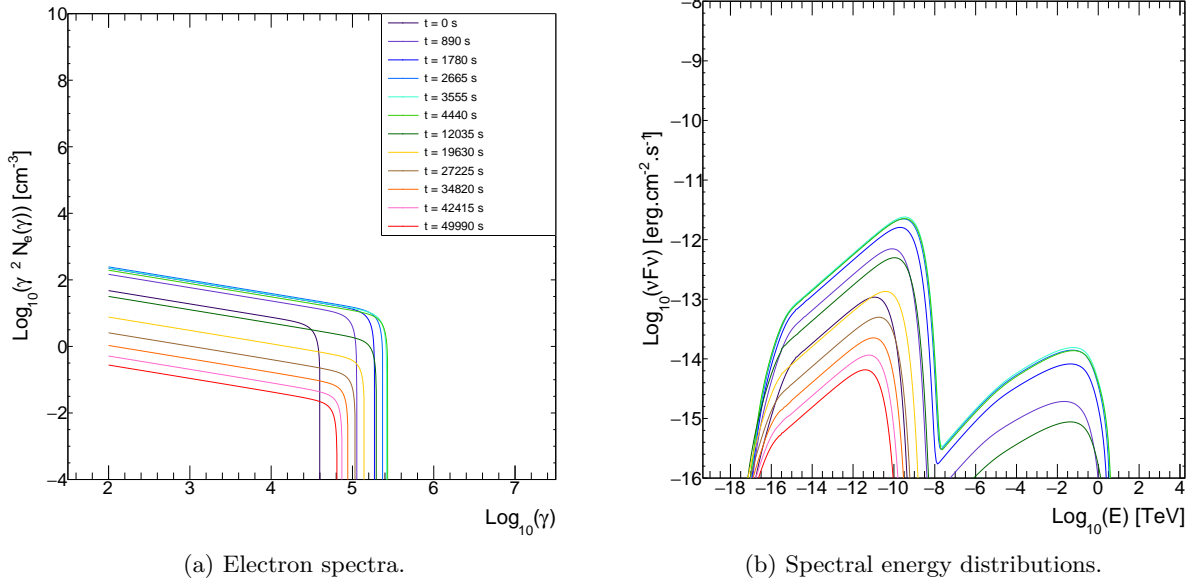 10
8
6
4
2
0
−2
−4
2
3
4
5
6
7
Log10(γ² Ne(γ)) [cm-3]
Log10(γ)
t = 0 s
t = 890 s
t = 1780 s
t = 2665 s
t = 3555 s
t = 4440 s
t = 12035 s
t = 19630 s
t = 27225 s
t = 34820 s
t = 42415 s
t = 49990 s
(a) Electron spectra.
−8
−9
−10
−11
−12
−13
−14
−15
−16
−18
−16
−14
−12
−10
−8
−6
−4
−2
0
2
4
Log10(νFν) [erg.cm-2.s-1]
Log10(E) [TeV]
(b) Spectral energy distributions.